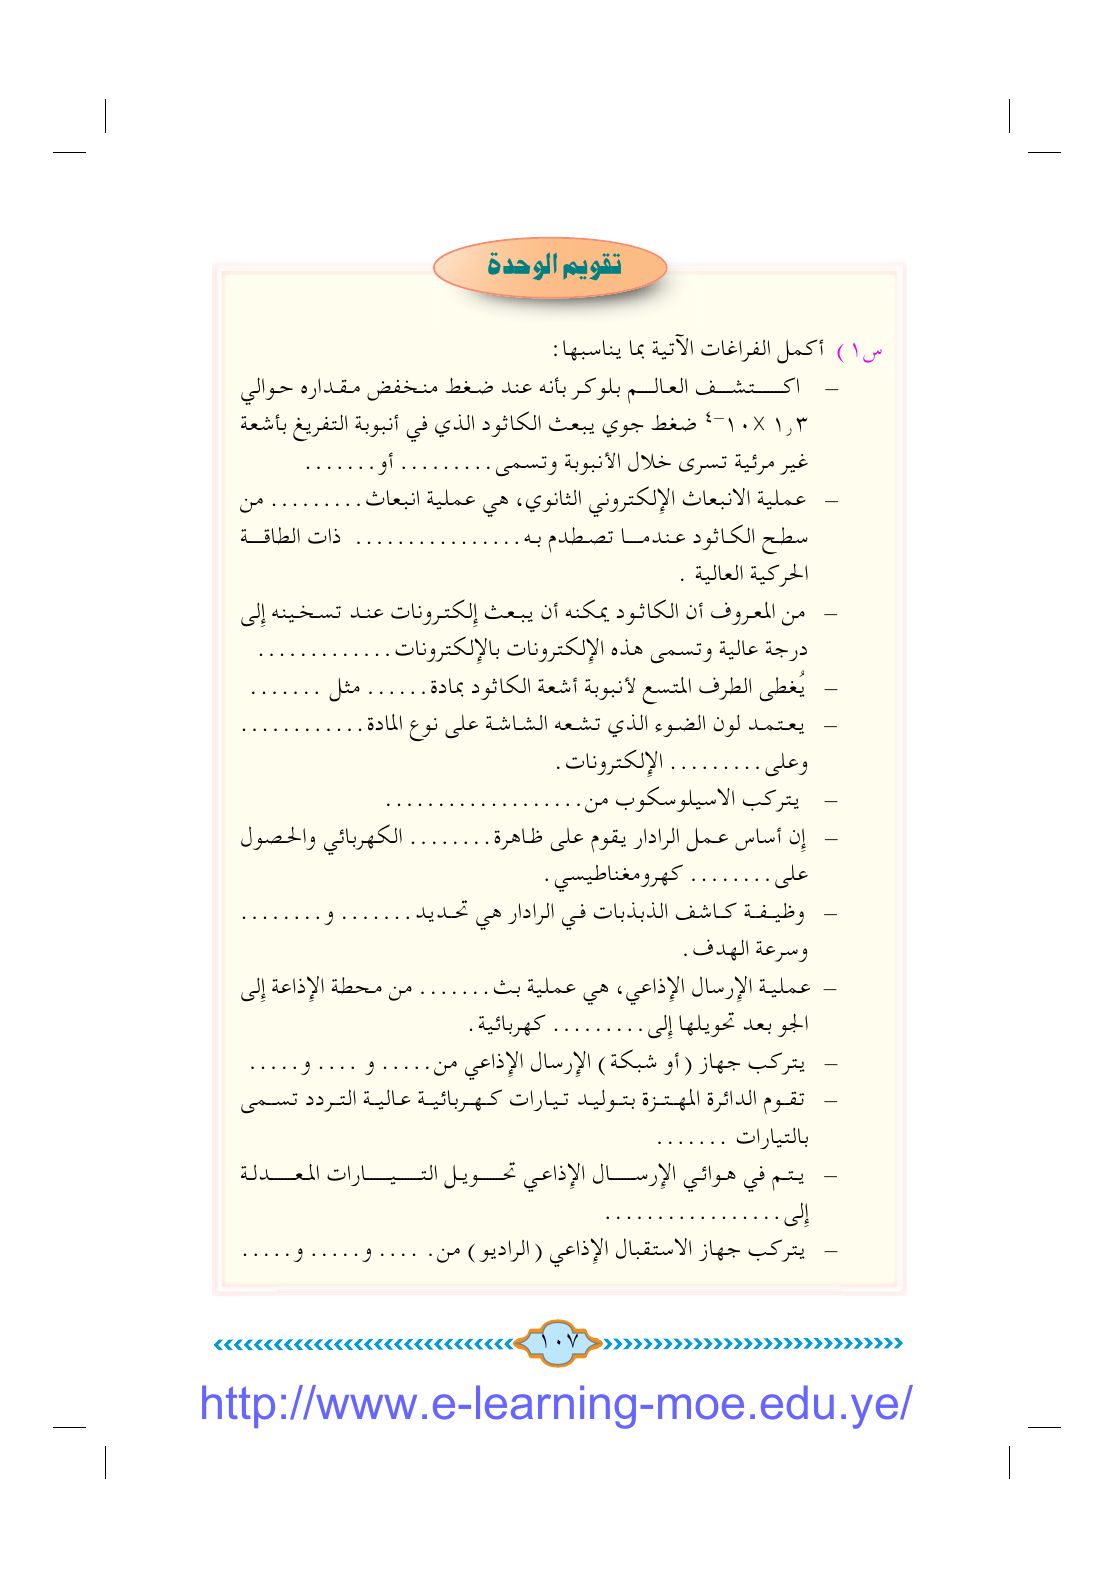 تقويم الوحدة
س١ ) أكمل الفراغات الآتية بما يناسبها:
– اكـتشـف العالـم بلوكر بأنه عند ضغط منخفض مقداره حوالي
١٫٣ × ١٠⁻⁴ ضغط جوي يبعث الكاثود الذي في أنبوبة التفريغ بأشعة
غير مرئية تسرى خلال الأنبوبة وتسمى......... أو.......
– عملية الانبعاث الإلكتروني الثانوي، هي عملية انبعاث......... من
سطح الكاثود عندمـا تصطدم به................ ذات الطاقـة
الحركية العالية .
– من المعروف أن الكاثود يمكنه أن يبعث إلكترونات عند تسخينه إلى
درجة عالية وتسمى هذه الإلكترونات بالإلكترونات.............
– يُغطى الطرف المتسع لأنبوبة أشعة الكاثود بمادة...... مثل .......
– يعتمد لون الضوء الذي تشعه الشاشة على نوع المادة............
وعلى......... الإلكترونات.
– يتركب الاسيلوسكوب من...................
– إن أساس عمل الرادار يقوم على ظاهرة........ الكهربائي والحصول
على........ كهرومغناطيسي.
– وظيفة كاشف الذبذبات في الرادار هي تحديد....... و........
وسرعة الهدف.
– عملية الإرسال الإذاعي، هي عملية بث....... من محطة الإذاعة إلى
الجو بعد تحويلها إلى......... كهربائية.
– يتركب جهاز ( أو شبكة ) الإرسال الإذاعي من..... و .... و.....
– تقوم الدائرة المهتزة بتوليد تيارات كهربائية عالية التردد تسمى
بالتيارات .......
– يتم في هوائي الإرسـال الإذاعي تحـويل التـيـارات المعـدلة
إلى.................
– يتركب جهاز الاستقبال الإذاعي ( الراديو ) من. .... و..... و.....
١٠٧
http://www.e-learning-moe.edu.ye/